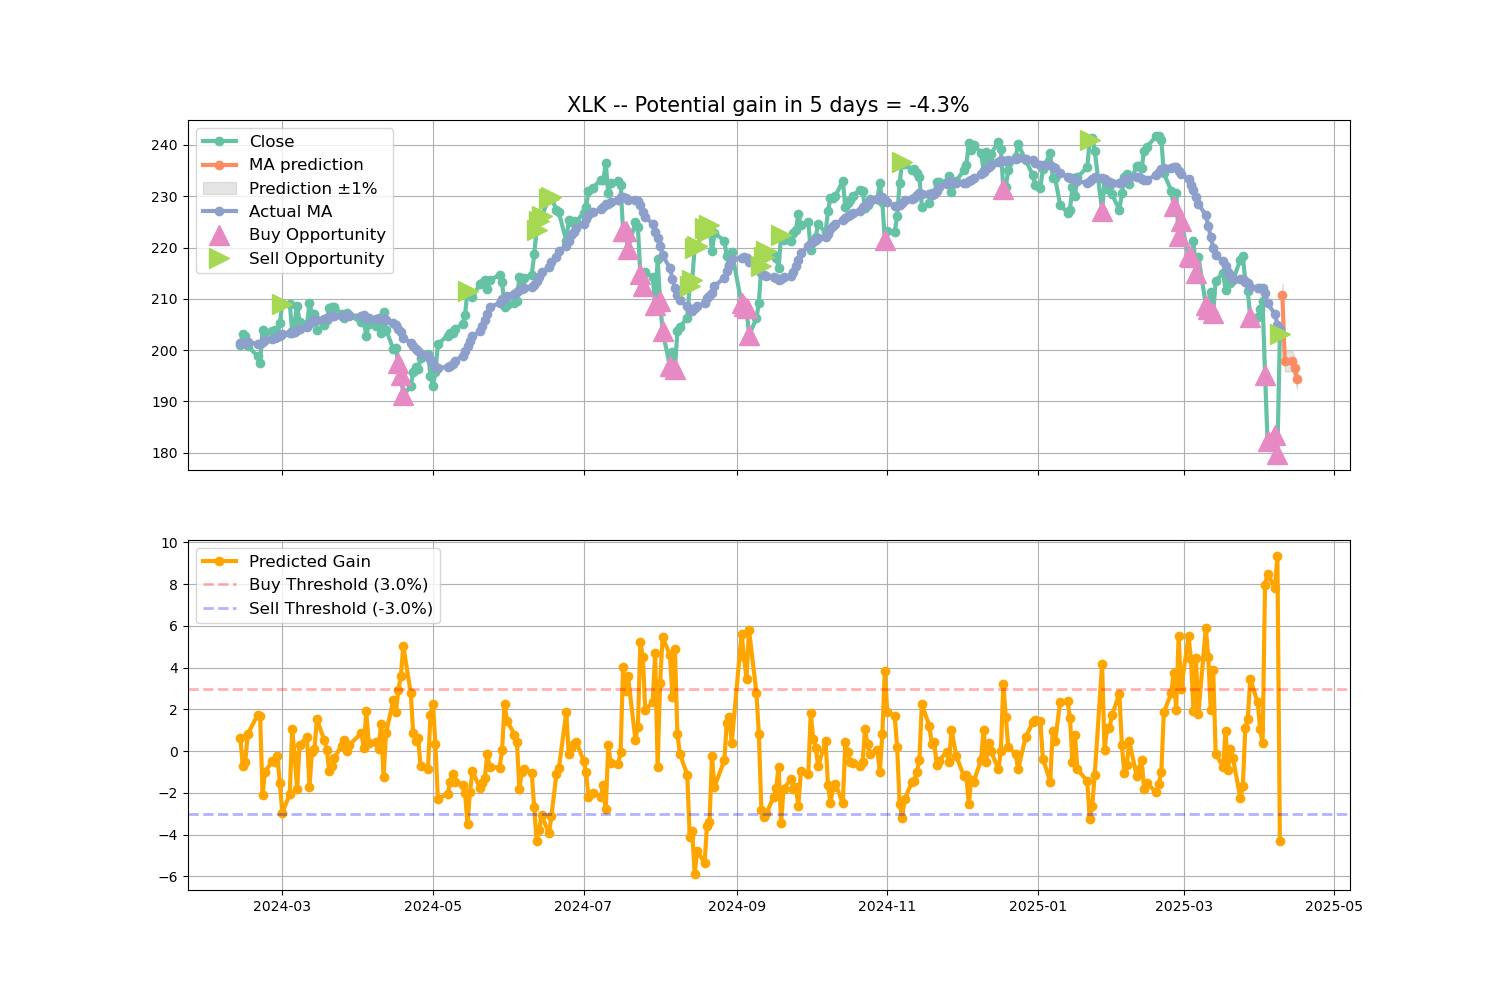 XLK -- Potential gain in 5 days = -4.3%
Close
MA prediction
Prediction ±1%
Actual MA
Buy Opportunity
Sell Opportunity
240
230
220
210
200
190
180
Predicted Gain
Buy Threshold (3.0%)
Sell Threshold (-3.0%)
10
8
6
4
2
0
−2
−4
−6
2024-03
2024-05
2024-07
2024-09
2024-11
2025-01
2025-03
2025-05